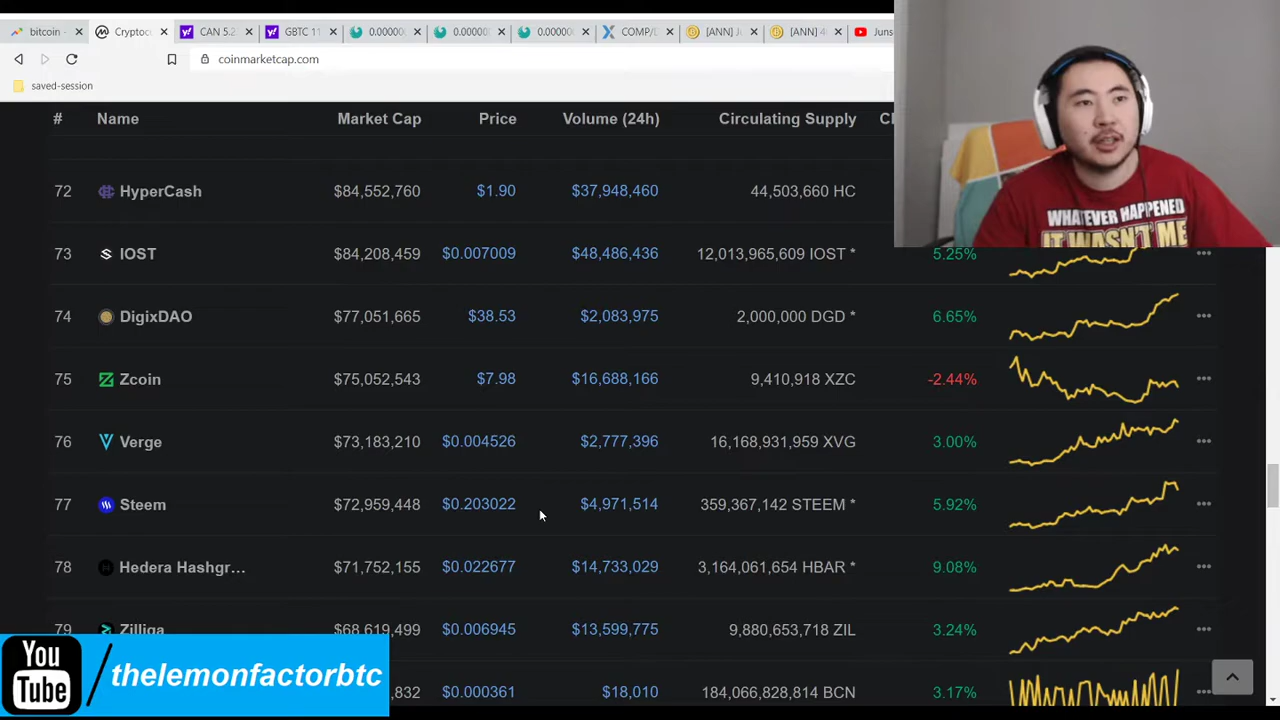 bitcoin -
Cryptoc
CAN 5.2
GBTC 11
0.00000
0.0000
0.0000
COMP/
[ANN] J
[ANN] 4
Juns
coinmarketcap.com
saved-session
# Name Market Cap Price Volume (24h) Circulating Supply
72 HyperCash $84,552,760 $1.90 $37,948,460 44,503,660 HC
73 IOST $84,208,459 $0.007009 $48,486,436 12,013,965,609 IOST * 5.25%
74 DigixDAO $77,051,665 $38.53 $2,083,975 2,000,000 DGD * 6.65%
75 Zcoin $75,052,543 $7.98 $16,688,166 9,410,918 XZC -2.44%
76 Verge $73,183,210 $0.004526 $2,777,396 16,168,931,959 XVG 3.00%
77 Steem $72,959,448 $0.203022 $4,971,514 359,367,142 STEEM * 5.92%
78 Hedera Hashgr... $71,752,155 $0.022677 $14,733,029 3,164,061,654 HBAR * 9.08%
79 Zilliqa $68,619,499 $0.006945 $13,599,775 9,880,653,718 ZIL 3.24%
,832 $0.000361 $18,010 184,066,828,814 BCN 3.17%
WHATEVER HAPPENED
IT WASN'T ME
You
Tube
/thelemonfactorbtc